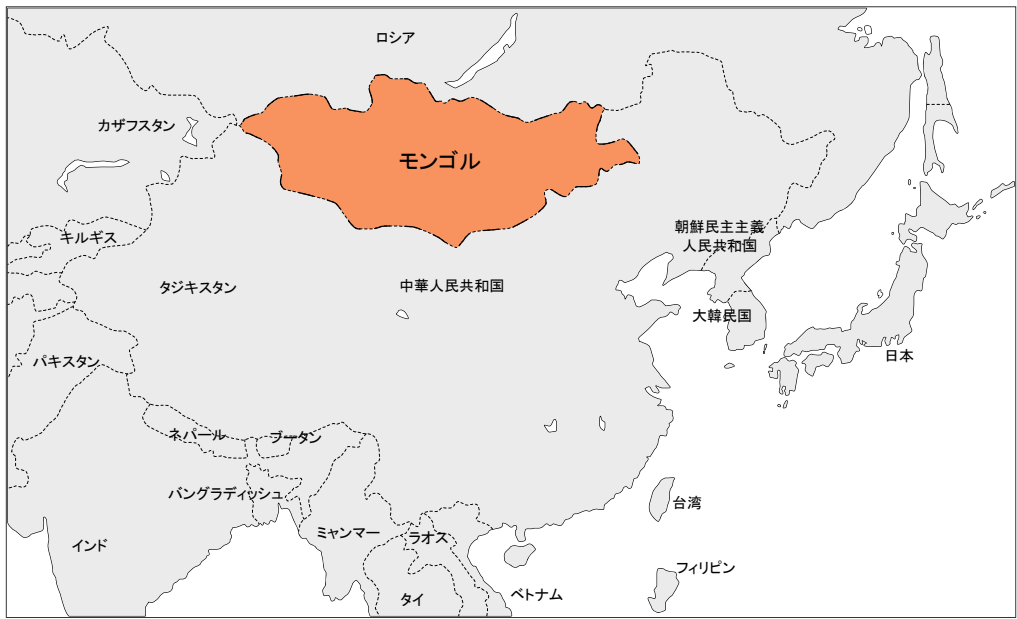 ロシア
カザフスタン
モンゴル
キルギス
朝鮮民主主義
人民共和国
タジキスタン
中華人民共和国
大韓民国
日本
パキスタン
ネパール
ブータン
バングラディッシュ
台湾
ミャンマー
ラオス
インド
フィリピン
タイ
ベトナム